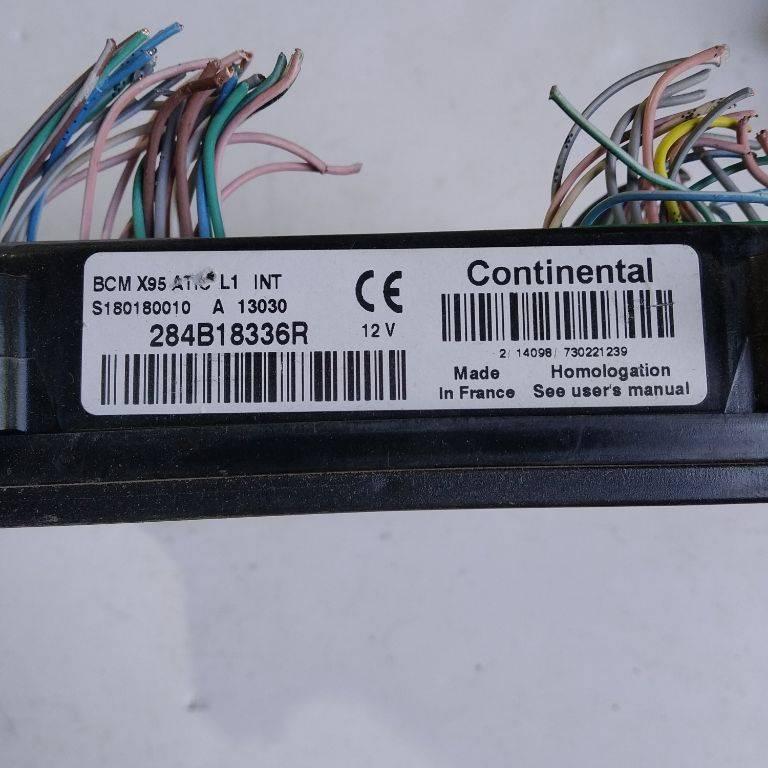 BCM X95 ATIC L1 INT
S180180010 A 13030
284B18336R
CE
12 V
Continental
2/ 14098/ 730221239
Made
In France
Homologation
See user's manual